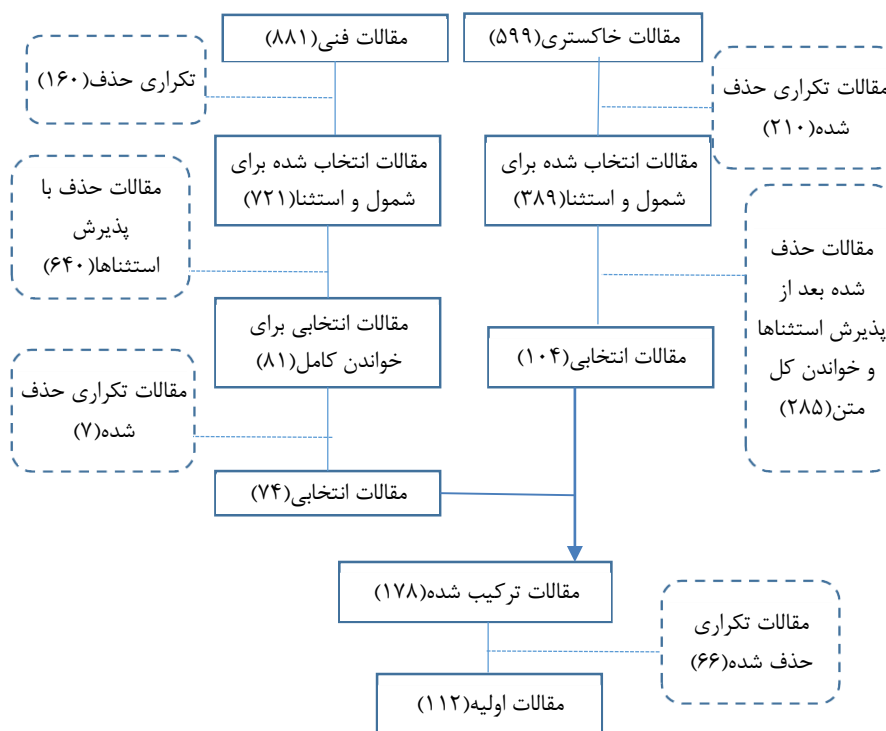 مقالات خاکستری(۵۹۹)
مقالات فنی(۸۸۱)
مقالات تکراری حذف
شده(۲۱۰)
تکراری حذف(۱۶۰)
مقالات انتخاب شده برای
شمول و استثنا(۳۸۹)
مقالات انتخاب شده برای
شمول و استثنا(۷۲۱)
مقالات حذف
شده بعد از
پذیرش استثناها
و خواندن کل
متن(۲۸۵)
مقالات حذف با
پذیرش
استثناها(۶۴۰)
مقالات انتخابی(۱۰۴)
مقالات انتخابی برای
خواندن کامل(۸۱)
مقالات تکراری حذف
شده(۷)
مقالات انتخابی(۷۴)
مقالات ترکیب شده(۱۷۸)
مقالات تکراری
حذف شده(۶۶)
مقالات اولیه(۱۱۲)